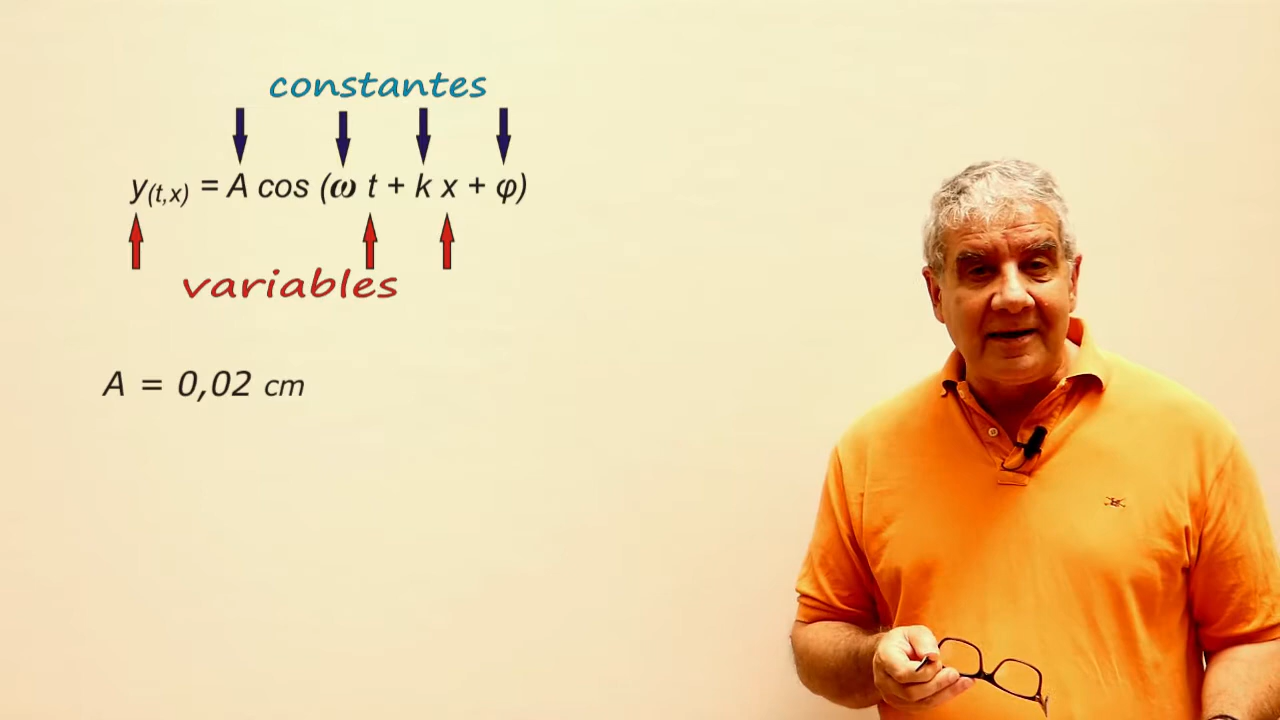 constantes
y(t,x) = A cos (ω t + k x + φ)
variables
A = 0,02 cm